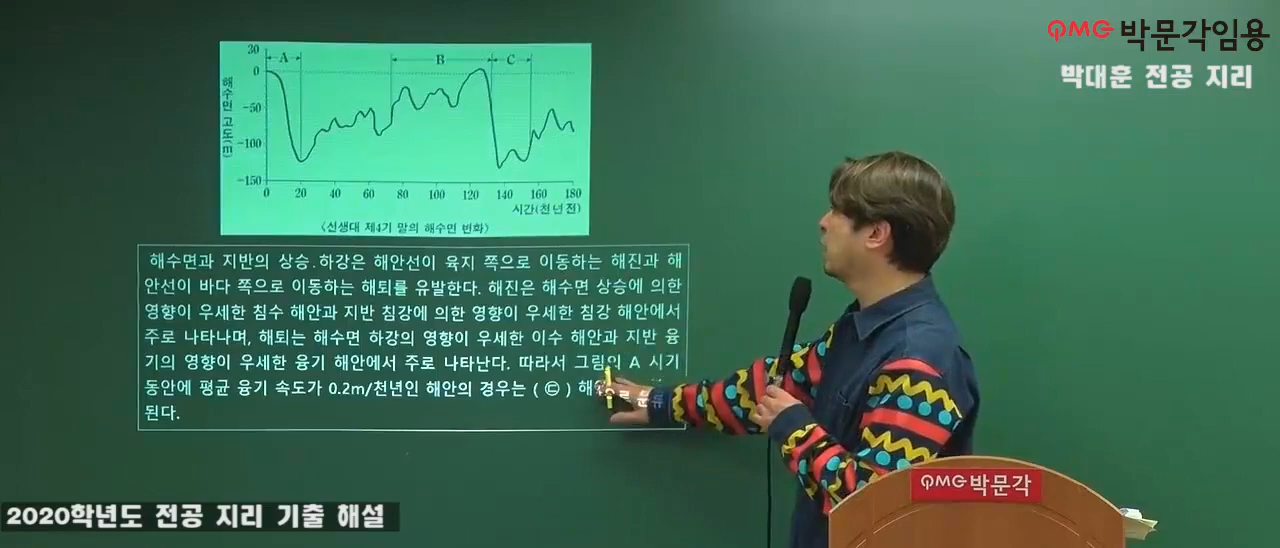 박문각임용
박대훈 전공 지리
30
0
-50
-100
-150
해수면 고도(m)
A
B
C
0 20 40 60 80 100 120 140 160 180
시간(천년 전)
<신생대 제4기 말의 해수면 변화>
해수면과 지반의 상승.하강은 해안선이 육지 쪽으로 이동하는 해진과 해
안선이 바다 쪽으로 이동하는 해퇴를 유발한다. 해진은 해수면 상승에 의한
영향이 우세한 침수 해안과 지반 침강에 의한 영향이 우세한 침강 해안에서
주로 나타나며, 해퇴는 해수면 하강의 영향이 우세한 이수 해안과 지반 융
기의 영향이 우세한 융기 해안에서 주로 나타난다. 따라서 그림의 A 시기
동안에 평균 융기 속도가 0.2m/천년인 해안의 경우는 ( ㉢ ) 해안으로 분류
된다.
PMG박문각
2020학년도 전공 지리 기출 해설